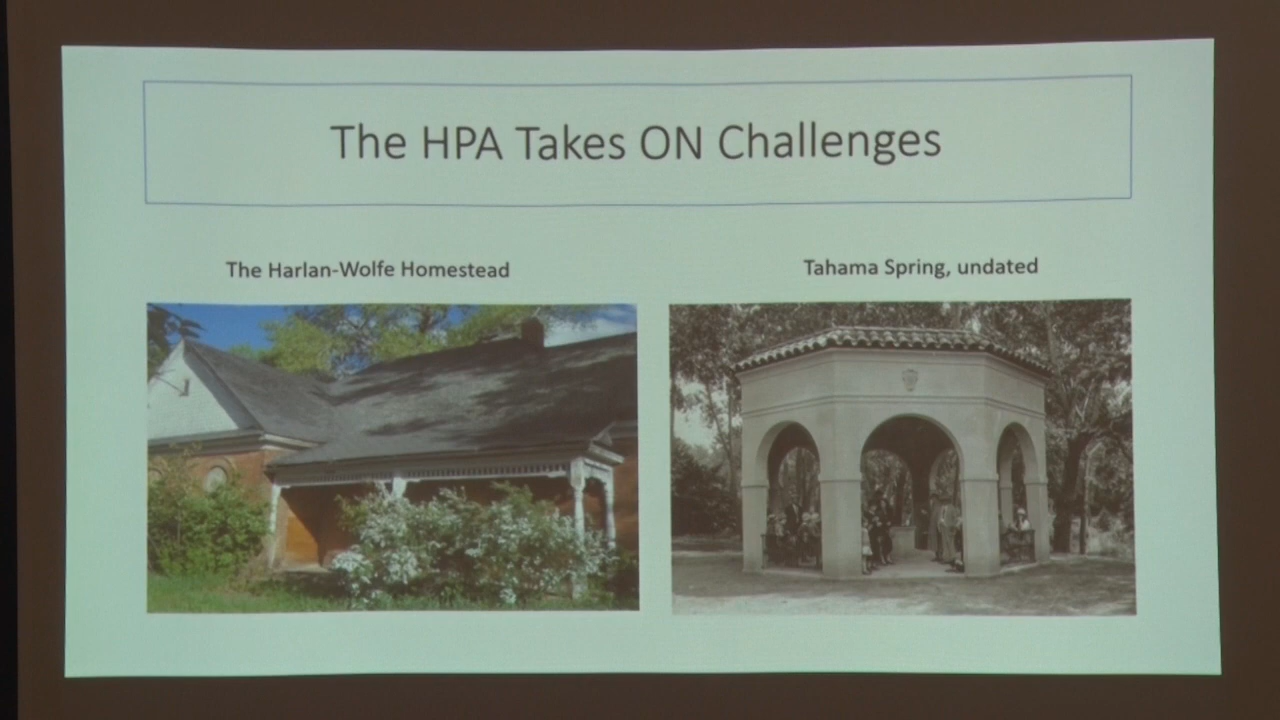 The HPA Takes ON Challenges
The Harlan-Wolfe Homestead
Tahama Spring, undated